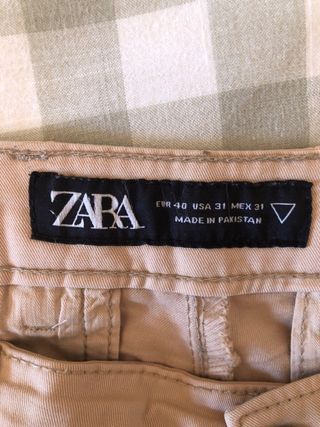 ZARA
EUR 40 USA 31 MEX 31
MADE IN PAKISTAN